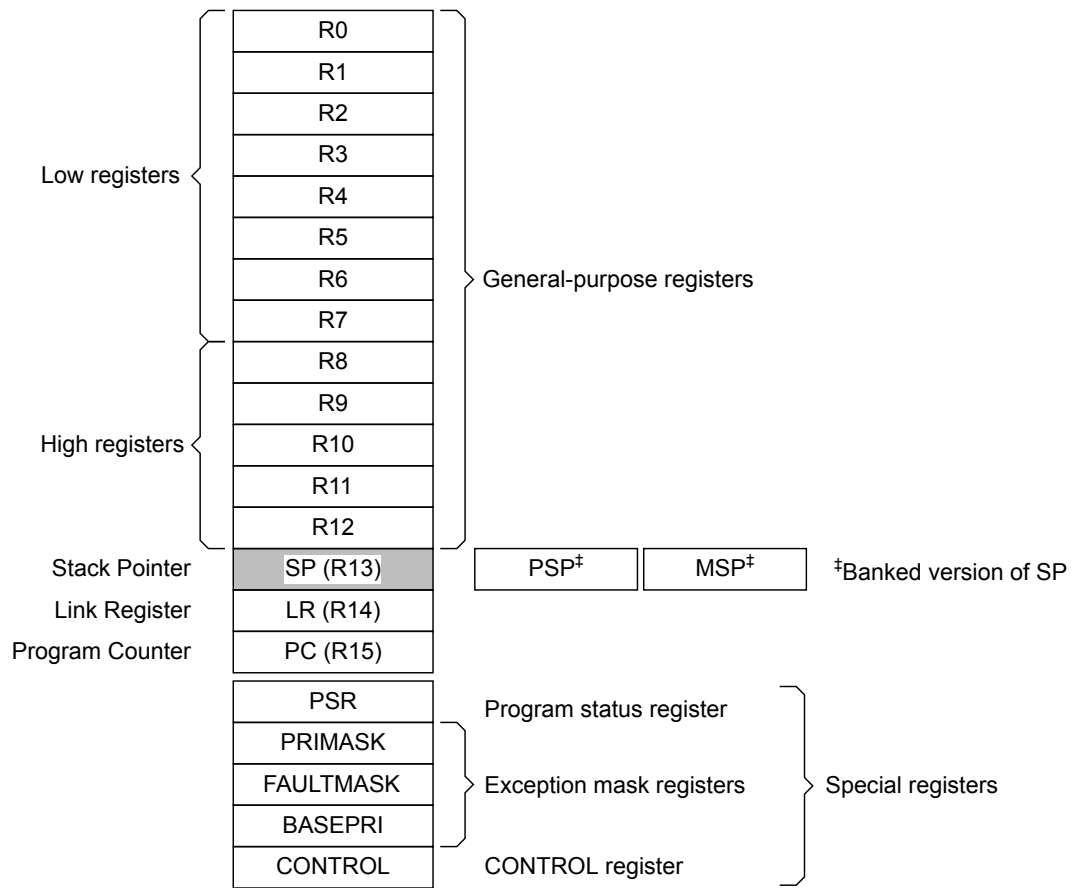 R0
R1
R2
R3
Low registers
R4
R5
R6
General-purpose registers
R7
R8
R9
High registers
R10
R11
R12
Stack Pointer SP (R13) PSP‡ MSP‡ ‡Banked version of SP
Link Register LR (R14)
Program Counter PC (R15)
PSR Program status register
PRIMASK
FAULTMASK Exception mask registers Special registers
BASEPRI
CONTROL CONTROL register